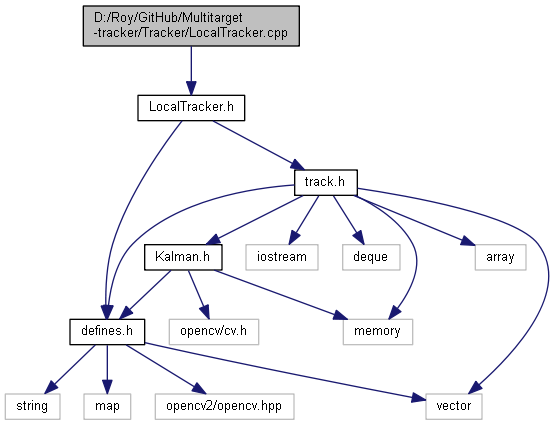 D:/Roy/GitHub/Multitarget
-tracker/Tracker/LocalTracker.cpp
LocalTracker.h
track.h
Kalman.h
iostream
deque
array
defines.h
opencv/cv.h
memory
string
map
opencv2/opencv.hpp
vector